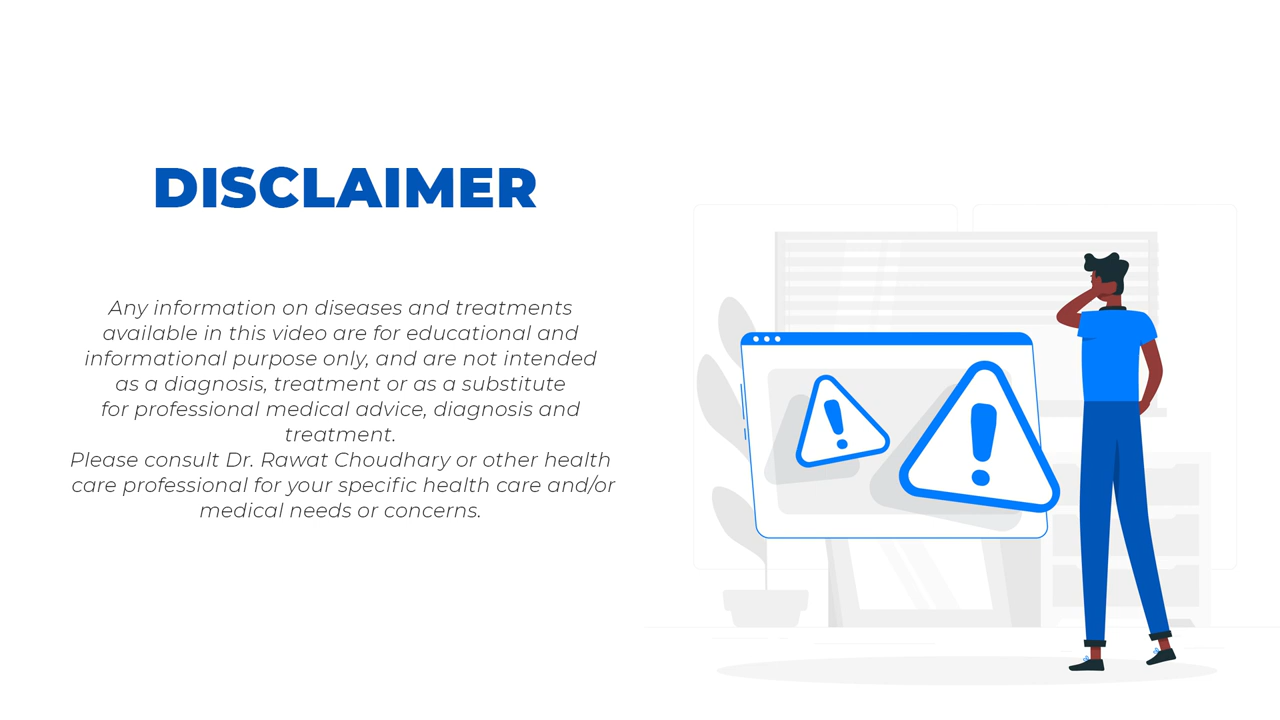 DISCLAIMER
Any information on diseases and treatments
available in this video are for educational and
informational purpose only, and are not intended
as a diagnosis, treatment or as a substitute
for professional medical advice, diagnosis and
treatment.
Please consult Dr. Rawat Choudhary or other health
care professional for your specific health care and/or
medical needs or concerns.